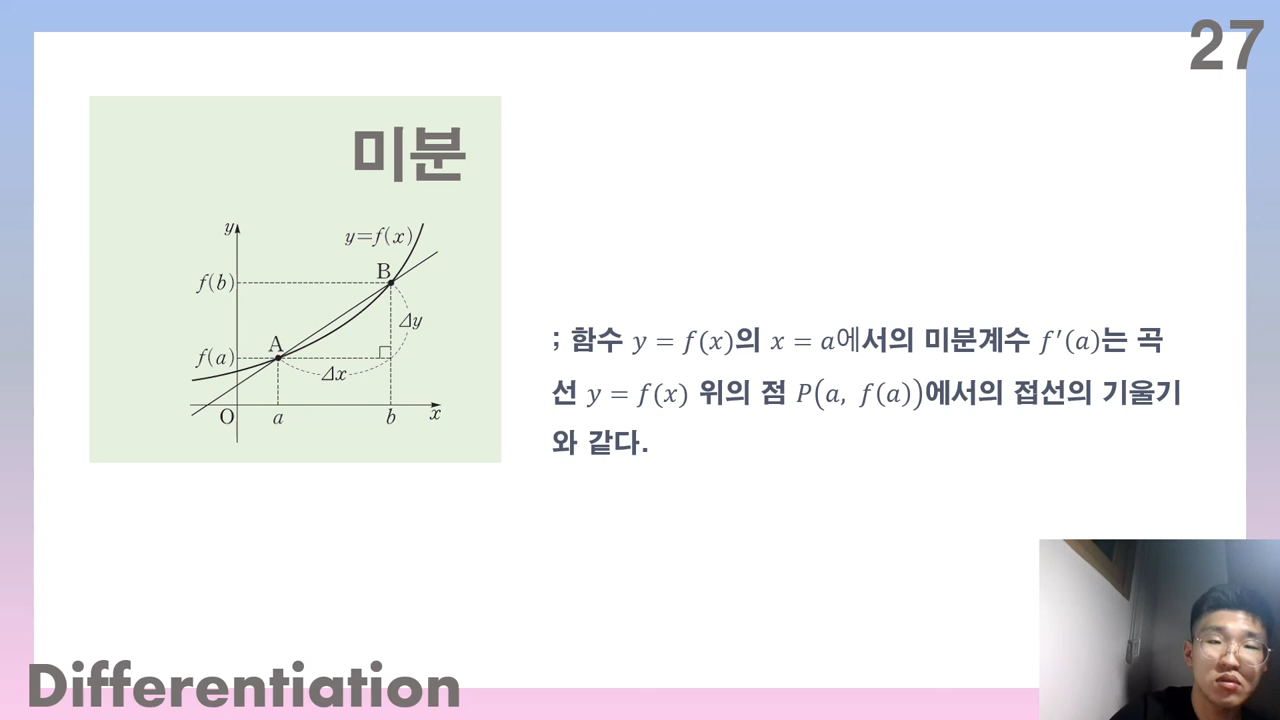 27
미분
y
y=f(x)
B
f(b)
Δy
A
f(a)
Δx
O
a
b
x
; 함수 y = f(x)의 x = a에서의 미분계수 f′(a)는 곡
선 y = f(x) 위의 점 P(a, f(a))에서의 접선의 기울기
와 같다.
Differentiation